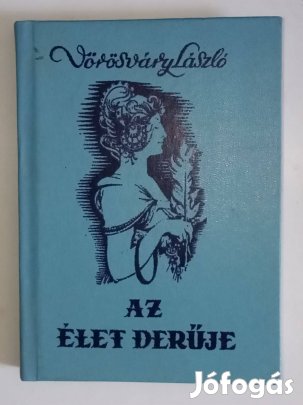 Vörösváry László
AZ
ÉLET DERŰJE
Jófogás